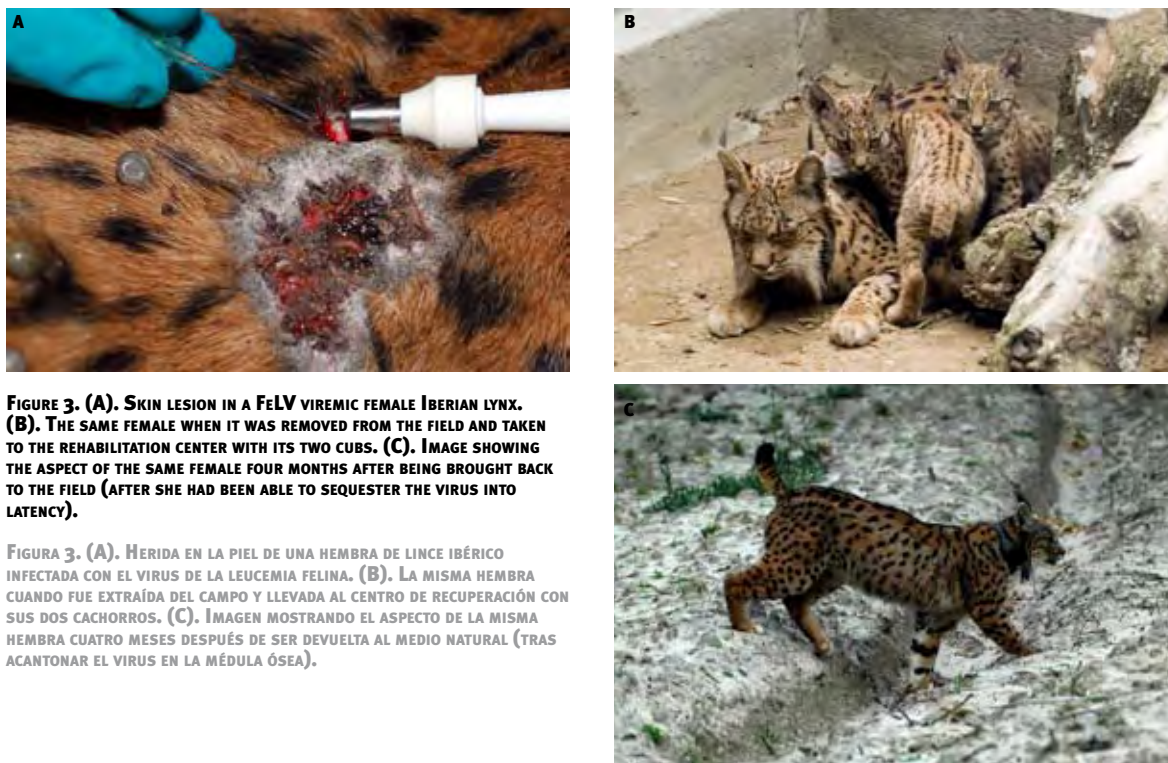 A
B
FIGURE 3. (A). SKIN LESION IN A FELV VIREMIC FEMALE IBERIAN LYNX.
(B). THE SAME FEMALE WHEN IT WAS REMOVED FROM THE FIELD AND TAKEN
TO THE REHABILITATION CENTER WITH ITS TWO CUBS. (C). IMAGE SHOWING
THE ASPECT OF THE SAME FEMALE FOUR MONTHS AFTER BEING BROUGHT BACK
TO THE FIELD (AFTER SHE HAD BEEN ABLE TO SEQUESTER THE VIRUS INTO
LATENCY).
FIGURA 3. (A). HERIDA EN LA PIEL DE UNA HEMBRA DE LINCE IBÉRICO
INFECTADA CON EL VIRUS DE LA LEUCEMIA FELINA. (B). LA MISMA HEMBRA
CUANDO FUE EXTRAÍDA DEL CAMPO Y LLEVADA AL CENTRO DE RECUPERACIÓN CON
SUS DOS CACHORROS. (C). IMAGEN MOSTRANDO EL ASPECTO DE LA MISMA
HEMBRA CUATRO MESES DESPUÉS DE SER DEVUELTA AL MEDIO NATURAL (TRAS
ACANTONAR EL VIRUS EN LA MÉDULA ÓSEA).
C